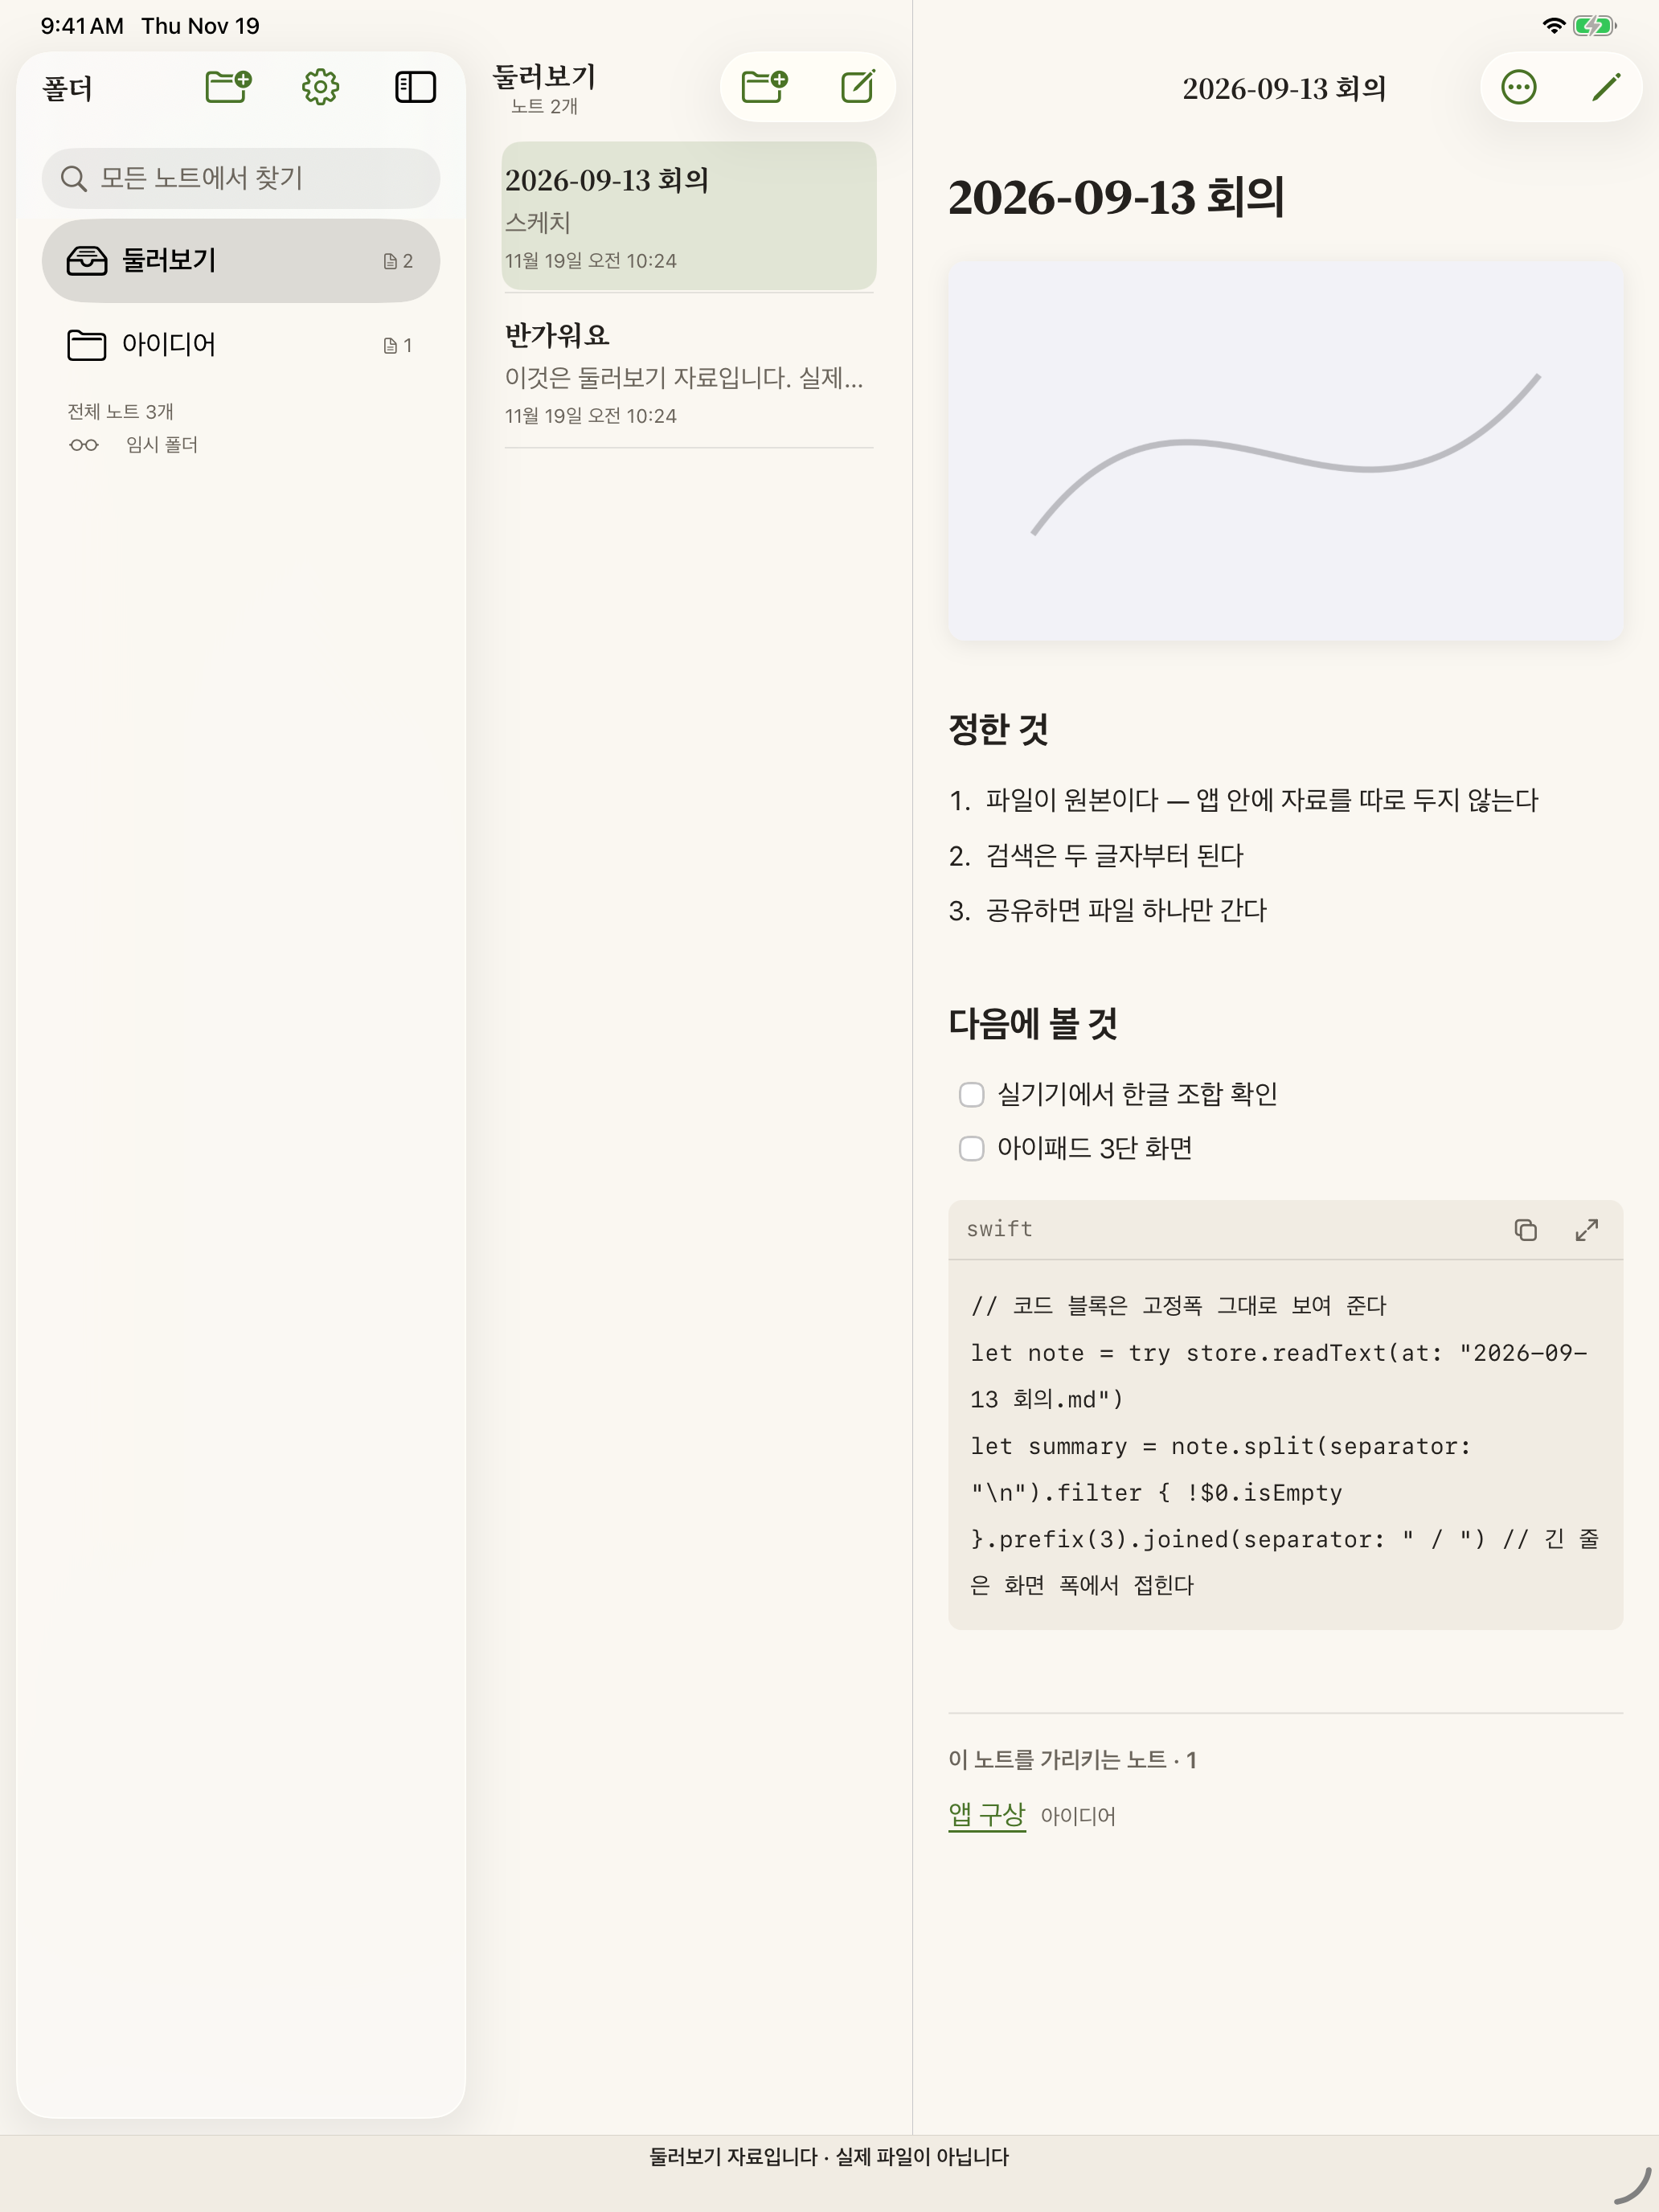 9:41 AM Thu Nov 19
폴더
모든 노트에서 찾기
둘러보기 2
아이디어 1
전체 노트 3개
임시 폴더
둘러보기
노트 2개
2026-09-13 회의
스케치
11월 19일 오전 10:24
반가워요
이것은 둘러보기 자료입니다. 실제...
11월 19일 오전 10:24
2026-09-13 회의
2026-09-13 회의
정한 것
1. 파일이 원본이다 — 앱 안에 자료를 따로 두지 않는다
2. 검색은 두 글자부터 된다
3. 공유하면 파일 하나만 간다
다음에 볼 것
실기기에서 한글 조합 확인
아이패드 3단 화면
swift
// 코드 블록은 고정폭 그대로 보여 준다
let note = try store.readText(at: "2026-09-
13 회의.md")
let summary = note.split(separator:
"\n").filter { !$0.isEmpty
}.prefix(3).joined(separator: " / ") // 긴 줄
은 화면 폭에서 접힌다
이 노트를 가리키는 노트 · 1
앱 구상 아이디어
둘러보기 자료입니다 · 실제 파일이 아닙니다